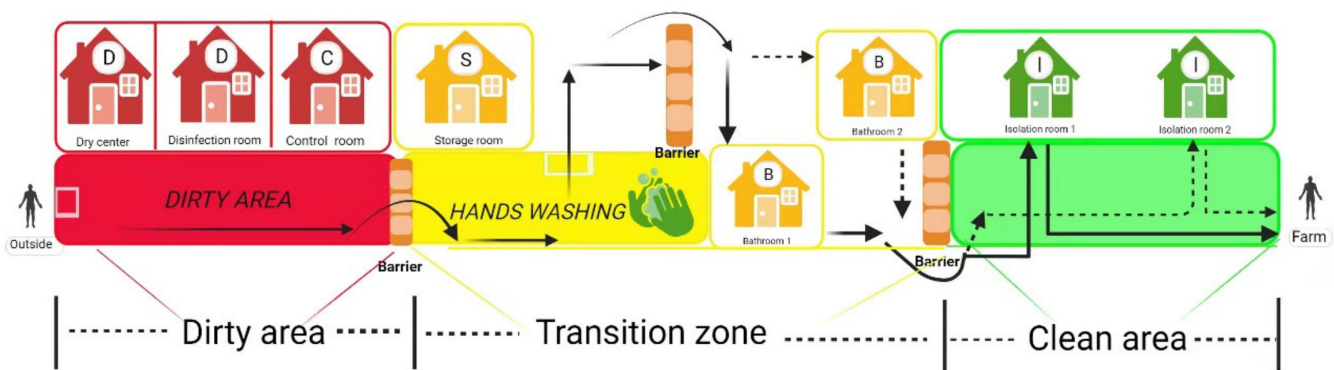 D
D
C
S
B
I
I
Dry center
Disinfection room
Control room
Storage room
Bathroom 2
Isolation room 1
Isolation room 2
Barrier
B
DIRTY AREA
HANDS WASHING
Bathroom 1
Outside
Farm
Barrier
Barrier
Dirty area
Transition zone
Clean area